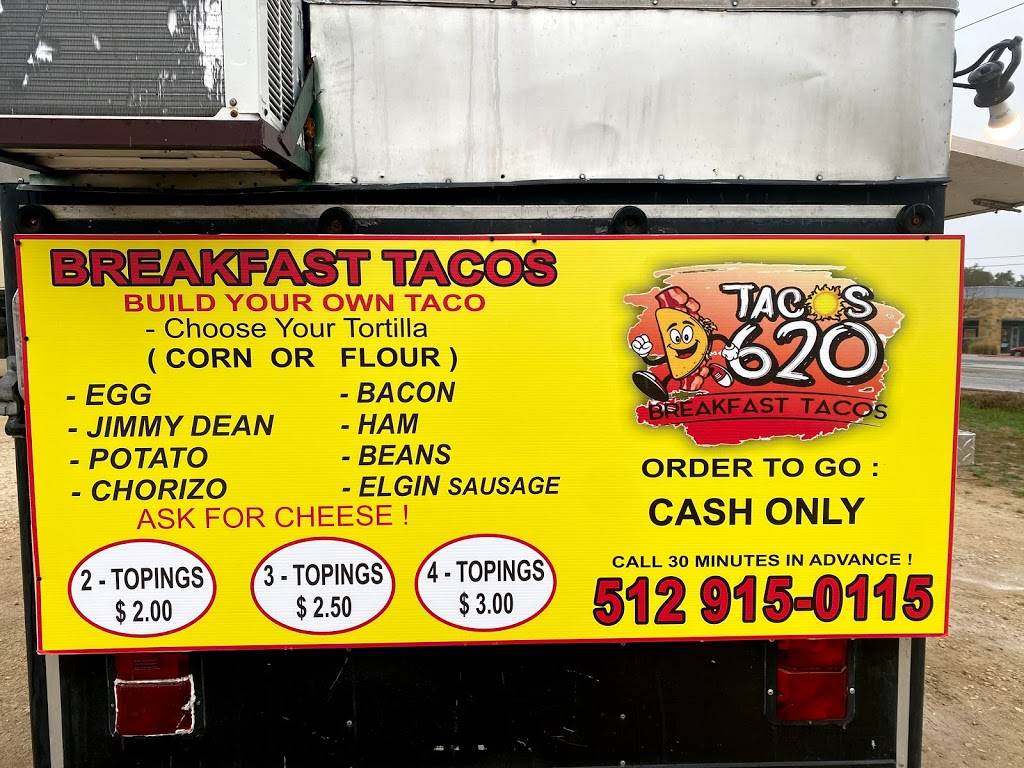 BREAKFAST TACOS
BUILD YOUR OWN TACO
- Choose Your Tortilla
( CORN OR FLOUR )
- EGG
- JIMMY DEAN
- POTATO
- CHORIZO
- BACON
- HAM
- BEANS
- ELGIN SAUSAGE
ASK FOR CHEESE !
2 - TOPINGS
$ 2.00
3 - TOPINGS
$ 2.50
4 - TOPINGS
$ 3.00
TACOS
620
BREAKFAST TACOS
ORDER TO GO :
CASH ONLY
CALL 30 MINUTES IN ADVANCE !
512 915-0115